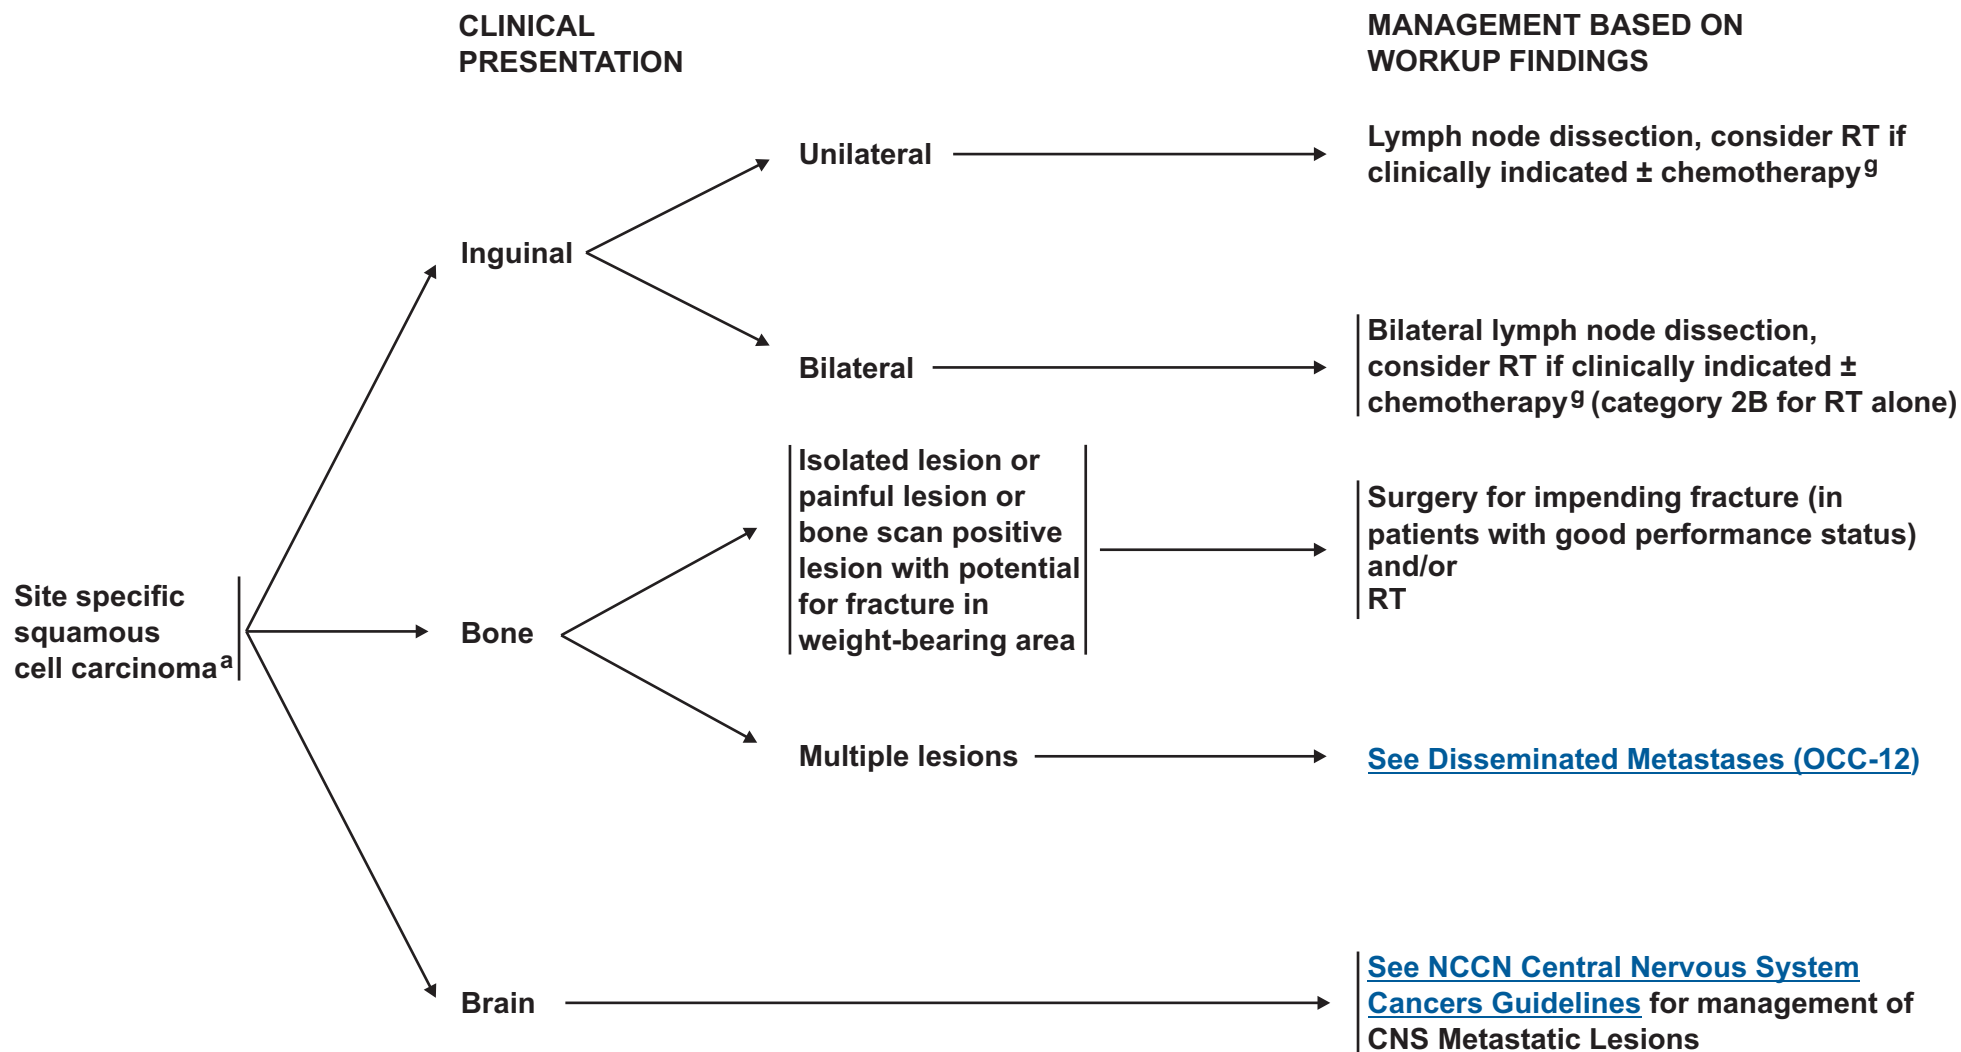 CLINICAL
PRESENTATION
MANAGEMENT BASED ON
WORKUP FINDINGS
Site specific
squamous
cell carcinomaa
Inguinal
Unilateral
Lymph node dissection, consider RT if
clinically indicated ± chemotherapyg
Bilateral
Bilateral lymph node dissection,
consider RT if clinically indicated ±
chemotherapyg (category 2B for RT alone)
Bone
Isolated lesion or
painful lesion or
bone scan positive
lesion with potential
for fracture in
weight-bearing area
Surgery for impending fracture (in
patients with good performance status)
and/or
RT
Multiple lesions
See Disseminated Metastases (OCC-12)
Brain
See NCCN Central Nervous System
Cancers Guidelines for management of
CNS Metastatic Lesions